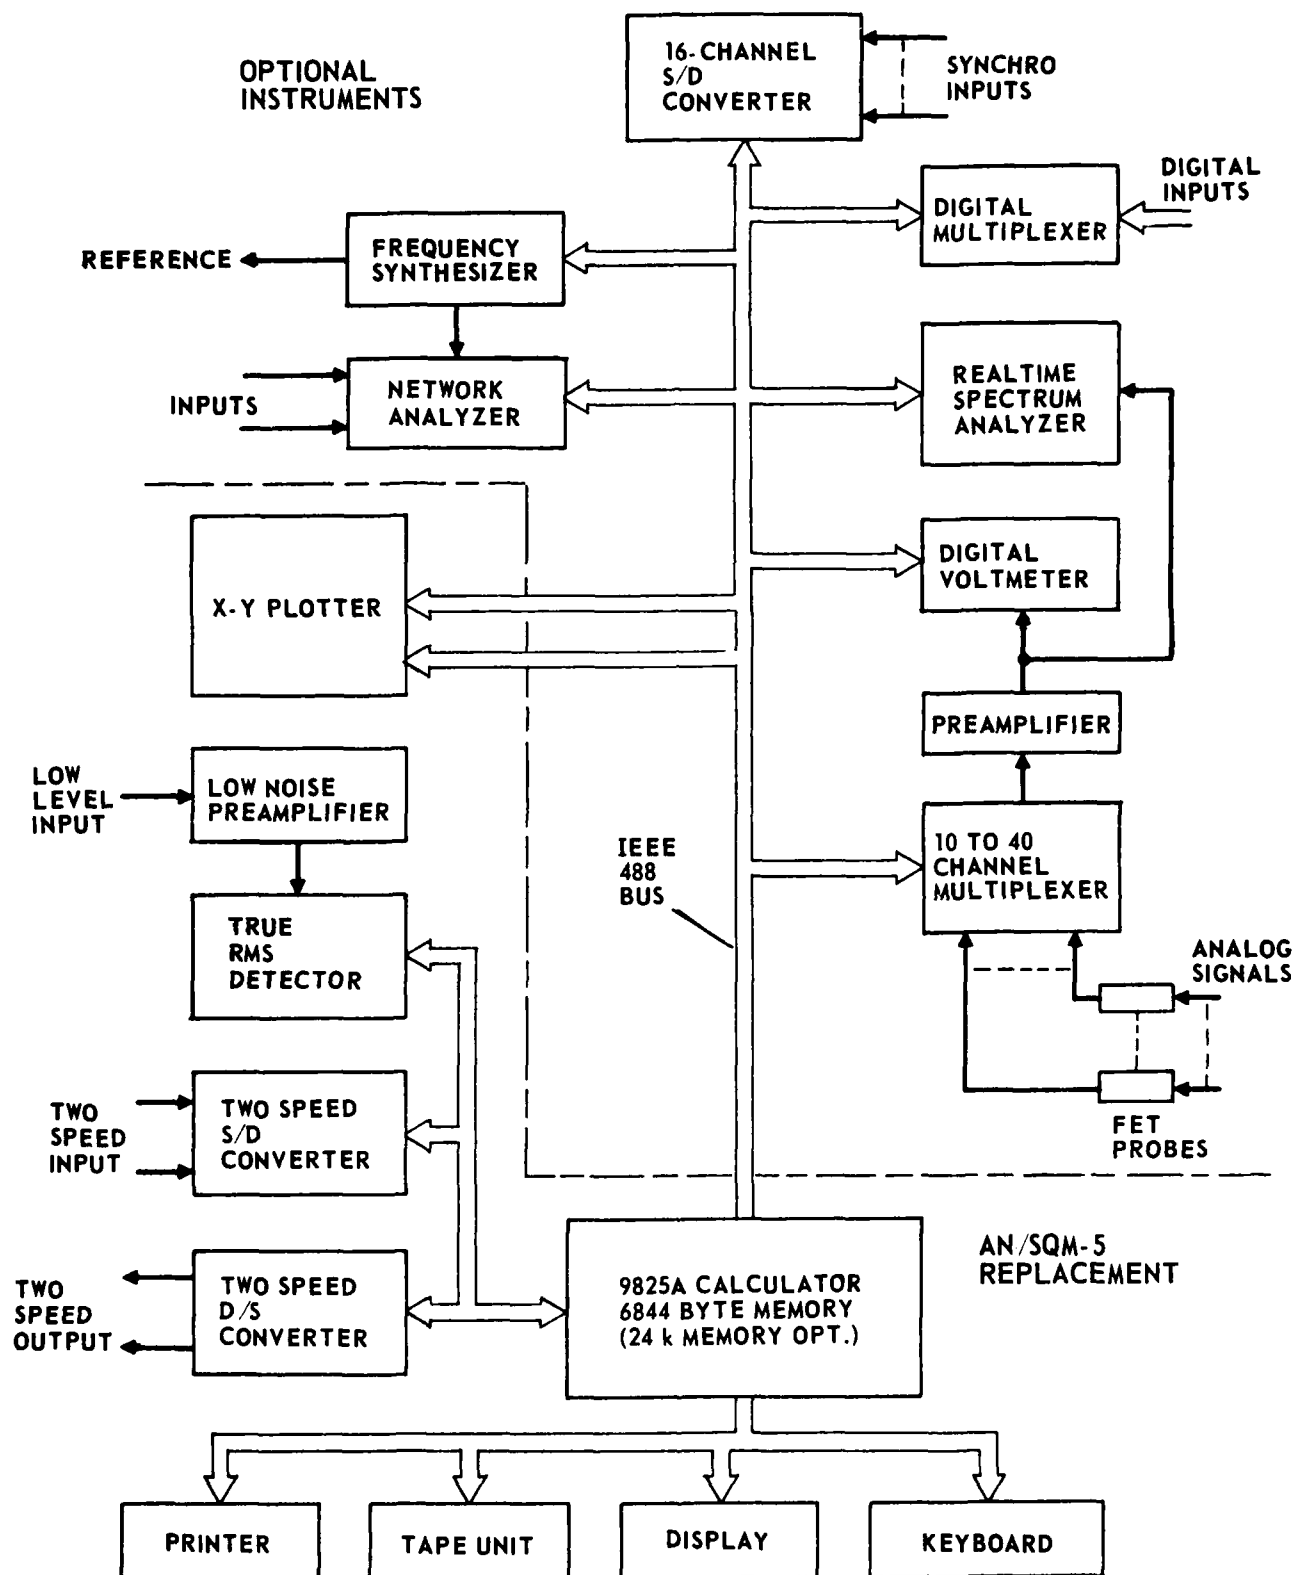 OPTIONAL
INSTRUMENTS
16-CHANNEL
S/D
CONVERTER
SYNCHRO
INPUTS
DIGITAL
INPUTS
DIGITAL
MULTIPLEXER
REFERENCE
FREQUENCY
SYNTHESIZER
INPUTS
NETWORK
ANALYZER
REALTIME
SPECTRUM
ANALYZER
X-Y PLOTTER
DIGITAL
VOLTMETER
PREAMPLIFIER
LOW
LEVEL
INPUT
LOW NOISE
PREAMPLIFIER
IEEE
488
BUS
10 TO 40
CHANNEL
MULTIPLEXER
TRUE
RMS
DETECTOR
ANALOG
SIGNALS
TWO
SPEED
INPUT
TWO SPEED
S/D
CONVERTER
FET
PROBES
TWO
SPEED
OUTPUT
TWO SPEED
D/S
CONVERTER
9825A CALCULATOR
6844 BYTE MEMORY
(24 k MEMORY OPT.)
AN/SQM-5
REPLACEMENT
PRINTER
TAPE UNIT
DISPLAY
KEYBOARD